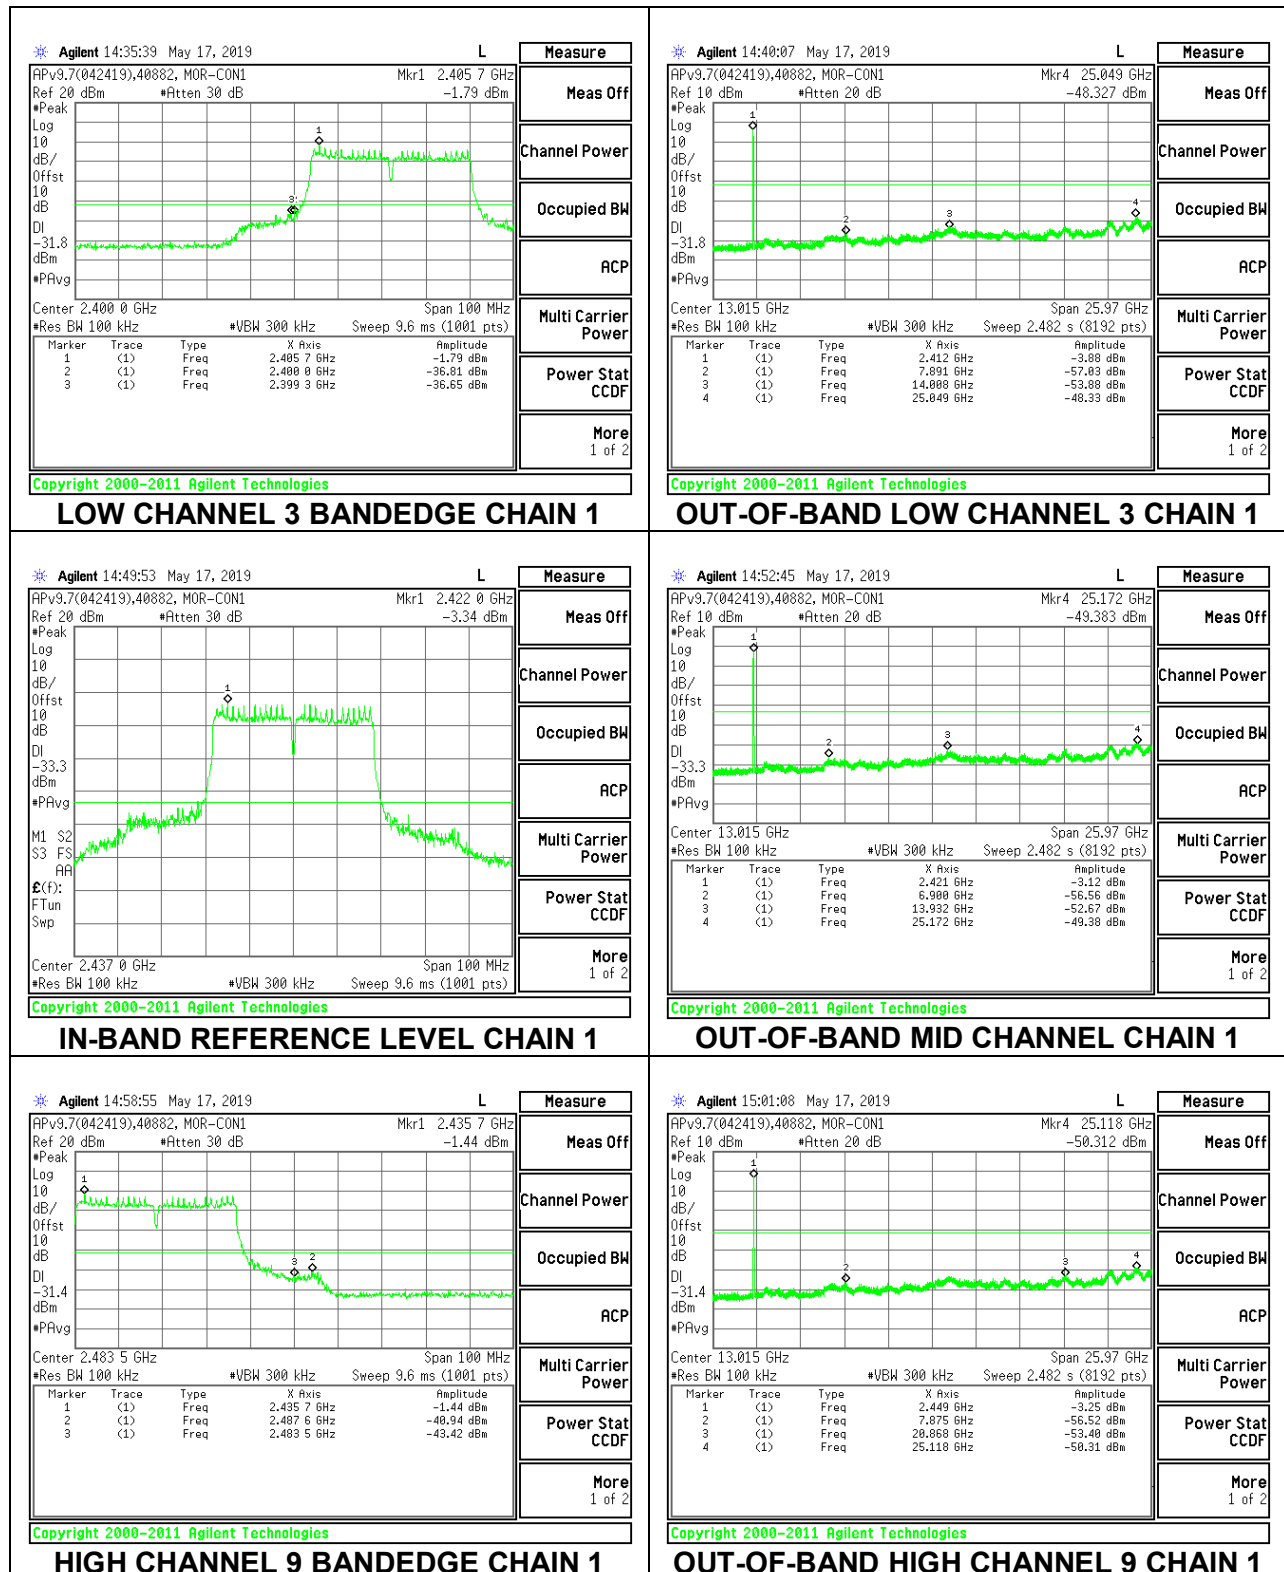 Agilent 14:35:39 May 17, 2019 L Measure
APv9.7(042419),40882, MOR-CON1 Mkr1 2.405 7 GHz
Ref 20 dBm #Atten 30 dB -1.79 dBm Meas Off
#Peak
Log
10
dB/
Offst
10
dB
DI
-31.8
dBm
#PAvg
1
3
Channel Power
Occupied BW
ACP
Center 2.400 0 GHz Span 100 MHz
#Res BW 100 kHz #VBW 300 kHz Sweep 9.6 ms (1001 pts)
Multi Carrier
Power
Marker Trace Type X Axis Amplitude
1 (1) Freq 2.405 7 GHz -1.79 dBm
2 (1) Freq 2.400 0 GHz -36.81 dBm
3 (1) Freq 2.399 3 GHz -36.65 dBm
Power Stat
CCDF
More
1 of 2
Copyright 2000-2011 Agilent Technologies
LOW CHANNEL 3 BANDEDGE CHAIN 1
Agilent 14:40:07 May 17, 2019 L Measure
APv9.7(042419),40882, MOR-CON1 Mkr4 25.049 GHz
Ref 10 dBm #Atten 20 dB -48.327 dBm Meas Off
#Peak
Log
10
dB/
Offst
10
dB
DI
-31.8
dBm
#PAvg
1
2
3
4
Channel Power
Occupied BW
ACP
Center 13.015 GHz Span 25.97 GHz
#Res BW 100 kHz #VBW 300 kHz Sweep 2.482 s (8192 pts)
Multi Carrier
Power
Marker Trace Type X Axis Amplitude
1 (1) Freq 2.412 GHz -3.88 dBm
2 (1) Freq 7.891 GHz -57.03 dBm
3 (1) Freq 14.008 GHz -53.88 dBm
4 (1) Freq 25.049 GHz -48.33 dBm
Power Stat
CCDF
More
1 of 2
Copyright 2000-2011 Agilent Technologies
OUT-OF-BAND LOW CHANNEL 3 CHAIN 1
Agilent 14:49:53 May 17, 2019 L Measure
APv9.7(042419),40882, MOR-CON1 Mkr1 2.422 0 GHz
Ref 20 dBm #Atten 30 dB -3.34 dBm Meas Off
#Peak
Log
10
dB/
Offst
10
dB
DI
-33.3
dBm
#PAvg
M1 S2
S3 FS
AA
£(f):
FTun
Swp
1
Channel Power
Occupied BW
ACP
Multi Carrier
Power
Power Stat
CCDF
More
1 of 2
Center 2.437 0 GHz Span 100 MHz
#Res BW 100 kHz #VBW 300 kHz Sweep 9.6 ms (1001 pts)
Copyright 2000-2011 Agilent Technologies
IN-BAND REFERENCE LEVEL CHAIN 1
Agilent 14:52:45 May 17, 2019 L Measure
APv9.7(042419),40882, MOR-CON1 Mkr4 25.172 GHz
Ref 10 dBm #Atten 20 dB -49.383 dBm Meas Off
#Peak
Log
10
dB/
Offst
10
dB
DI
-33.3
dBm
#PAvg
1
2
3
4
Channel Power
Occupied BW
ACP
Center 13.015 GHz Span 25.97 GHz
#Res BW 100 kHz #VBW 300 kHz Sweep 2.482 s (8192 pts)
Multi Carrier
Power
Marker Trace Type X Axis Amplitude
1 (1) Freq 2.421 GHz -3.12 dBm
2 (1) Freq 6.900 GHz -56.56 dBm
3 (1) Freq 13.932 GHz -52.67 dBm
4 (1) Freq 25.172 GHz -49.38 dBm
Power Stat
CCDF
More
1 of 2
Copyright 2000-2011 Agilent Technologies
OUT-OF-BAND MID CHANNEL CHAIN 1
Agilent 14:58:55 May 17, 2019 L Measure
APv9.7(042419),40882, MOR-CON1 Mkr1 2.435 7 GHz
Ref 20 dBm #Atten 30 dB -1.44 dBm Meas Off
#Peak
Log
10
dB/
Offst
10
dB
DI
-31.4
dBm
#PAvg
1
3
2
Channel Power
Occupied BW
ACP
Center 2.483 5 GHz Span 100 MHz
#Res BW 100 kHz #VBW 300 kHz Sweep 9.6 ms (1001 pts)
Multi Carrier
Power
Marker Trace Type X Axis Amplitude
1 (1) Freq 2.435 7 GHz -1.44 dBm
2 (1) Freq 2.487 6 GHz -40.94 dBm
3 (1) Freq 2.483 5 GHz -43.42 dBm
Power Stat
CCDF
More
1 of 2
Copyright 2000-2011 Agilent Technologies
HIGH CHANNEL 9 BANDEDGE CHAIN 1
Agilent 15:01:08 May 17, 2019 L Measure
APv9.7(042419),40882, MOR-CON1 Mkr4 25.118 GHz
Ref 10 dBm #Atten 20 dB -50.312 dBm Meas Off
#Peak
Log
10
dB/
Offst
10
dB
DI
-31.4
dBm
#PAvg
1
2
3
4
Channel Power
Occupied BW
ACP
Center 13.015 GHz Span 25.97 GHz
#Res BW 100 kHz #VBW 300 kHz Sweep 2.482 s (8192 pts)
Multi Carrier
Power
Marker Trace Type X Axis Amplitude
1 (1) Freq 2.449 GHz -3.25 dBm
2 (1) Freq 7.875 GHz -56.52 dBm
3 (1) Freq 20.868 GHz -53.40 dBm
4 (1) Freq 25.118 GHz -50.31 dBm
Power Stat
CCDF
More
1 of 2
Copyright 2000-2011 Agilent Technologies
OUT-OF-BAND HIGH CHANNEL 9 CHAIN 1